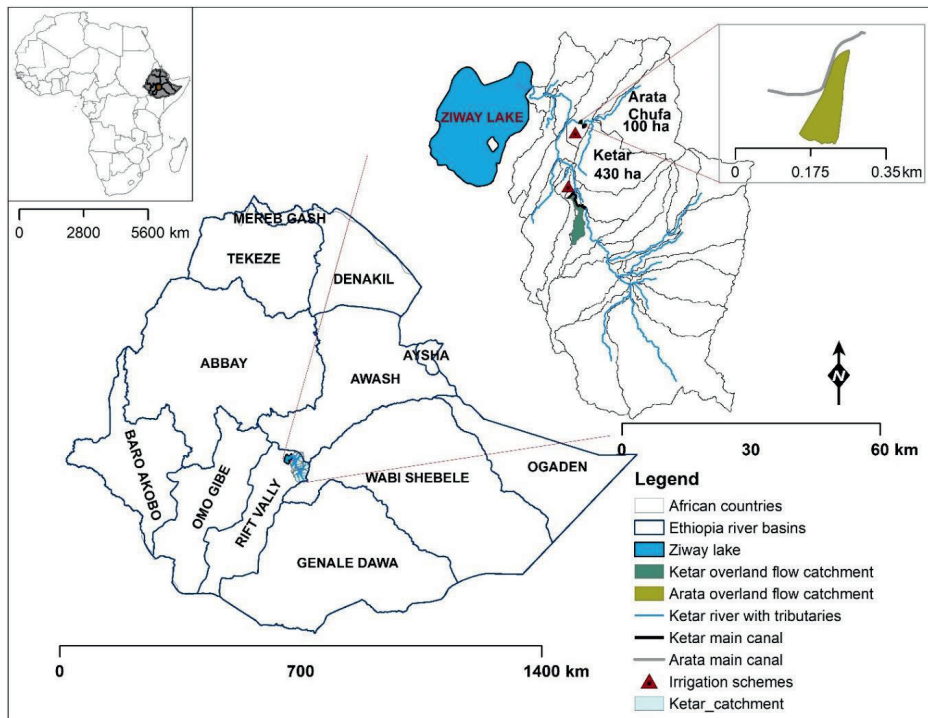 0 2800 5600 km
ZIWAY LAKE
Arata
Chufa
100 ha
Ketar
430 ha
0 0.175 0.35 km
MEREB GASH
TEKEZE
DENAKIL
ABBAY
AYSHA
AWASH
BARO AKOBO
OMO GIBE
RIFT VALLY
WABI SHEBELE
OGADEN
GENALE DAWA
0 700 1400 km
N
0 30 60 km
Legend
African countries
Ethiopia river basins
Ziway lake
Ketar overland flow catchment
Arata overland flow catchment
Ketar river with tributaries
Ketar main canal
Arata main canal
Irrigation schemes
Ketar_catchment